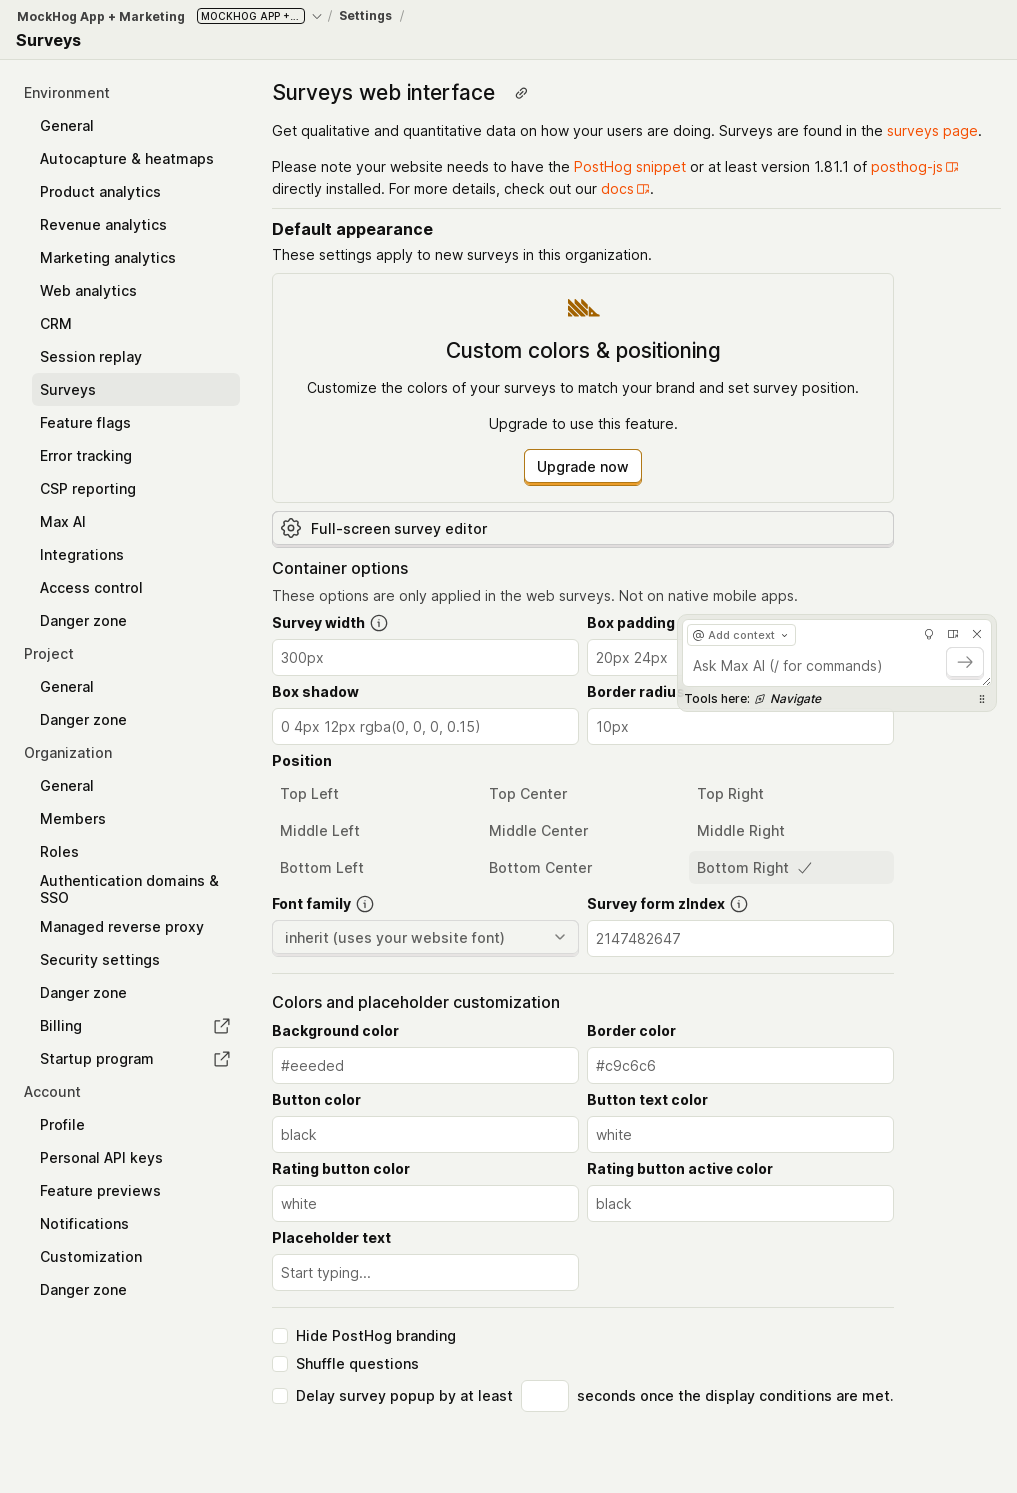 MockHog App + Marketing MOCKHOG APP +... / Settings /
Surveys
Environment
General
Autocapture & heatmaps
Product analytics
Revenue analytics
Marketing analytics
Web analytics
CRM
Session replay
Surveys
Feature flags
Error tracking
CSP reporting
Max AI
Integrations
Access control
Danger zone
Project
General
Danger zone
Organization
General
Members
Roles
Authentication domains &
SSO
Managed reverse proxy
Security settings
Danger zone
Billing
Startup program
Account
Profile
Personal API keys
Feature previews
Notifications
Customization
Danger zone
Surveys web interface
Get qualitative and quantitative data on how your users are doing. Surveys are found in the surveys page.
Please note your website needs to have the PostHog snippet or at least version 1.81.1 of posthog-js
directly installed. For more details, check out our docs.
Default appearance
These settings apply to new surveys in this organization.
Custom colors & positioning
Customize the colors of your surveys to match your brand and set survey position.
Upgrade to use this feature.
Upgrade now
Full-screen survey editor
Container options
These options are only applied in the web surveys. Not on native mobile apps.
Survey width Box padding
300px 20px 24px
Box shadow Border radius
0 4px 12px rgba(0, 0, 0, 0.15) 10px
@ Add context
Ask Max AI (/ for commands)
Tools here: Navigate
Position
Top Left Top Center Top Right
Middle Left Middle Center Middle Right
Bottom Left Bottom Center Bottom Right
Font family Survey form zIndex
inherit (uses your website font) 2147482647
Colors and placeholder customization
Background color Border color
#eeeded #c9c6c6
Button color Button text color
black white
Rating button color Rating button active color
white black
Placeholder text
Start typing...
Hide PostHog branding
Shuffle questions
Delay survey popup by at least seconds once the display conditions are met.